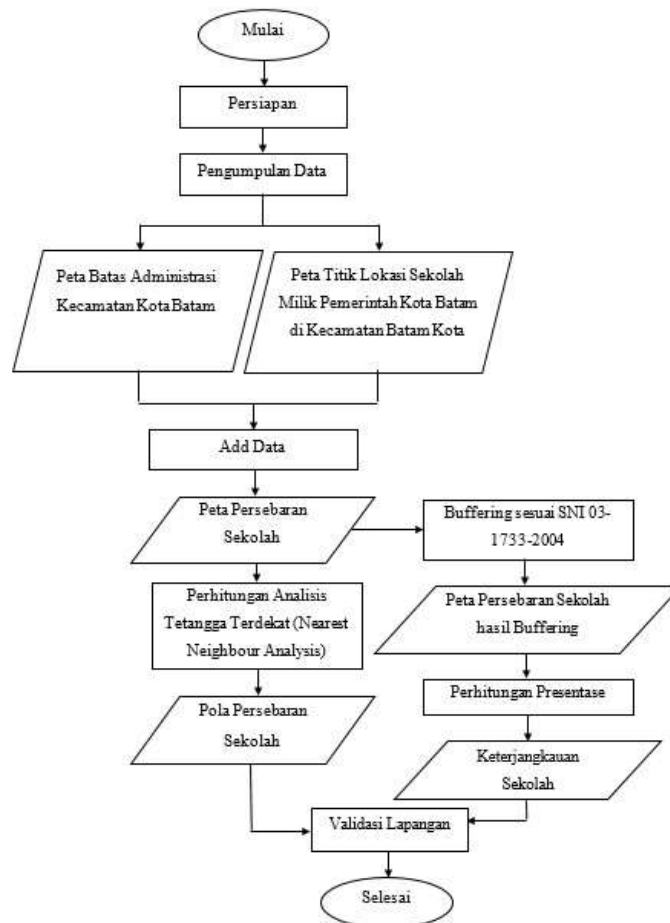 Mulai
Persiapan
Pengumpulan Data
Peta Batas Administrasi
Kecamatan Kota Batam
Peta Titik Lokasi Sekolah
Milik Pemerintah Kota Batam
di Kecamatan Batam Kota
Add Data
Peta Persebaran
Sekolah
Buffering sesuai SNI 03-
1733-2004
Perhitungan Analisis
Tetangga Terdekat (Nearest
Neighbour Analysis)
Peta Persebaran Sekolah
hasil Buffering
Pola Persebaran
Sekolah
Perhitungan Presentase
Keterjangkauan
Sekolah
Validasi Lapangan
Selesai